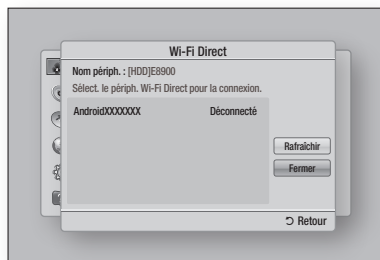 Wi-Fi Direct
Nom périph. : [HDD]E8900
Sélect. le périph. Wi-Fi Direct pour la connexion.
AndroidXXXXXXX Déconnecté
Rafraîchir
Fermer
Retour